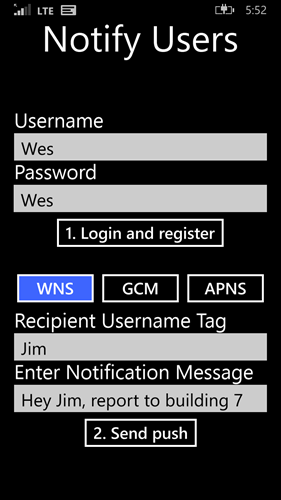 LTE 5:52
Notify Users
Username
Wes
Password
Wes
1. Login and register
WNS GCM APNS
Recipient Username Tag
Jim
Enter Notification Message
Hey Jim, report to building 7
2. Send push